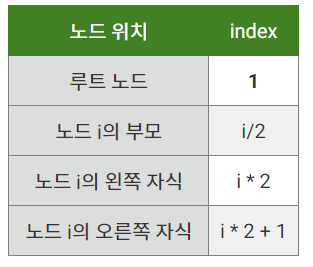 노드 위치 index
루트 노드 1
노드 i의 부모 i/2
노드 i의 왼쪽 자식 i * 2
노드 i의 오른쪽 자식 i * 2 + 1